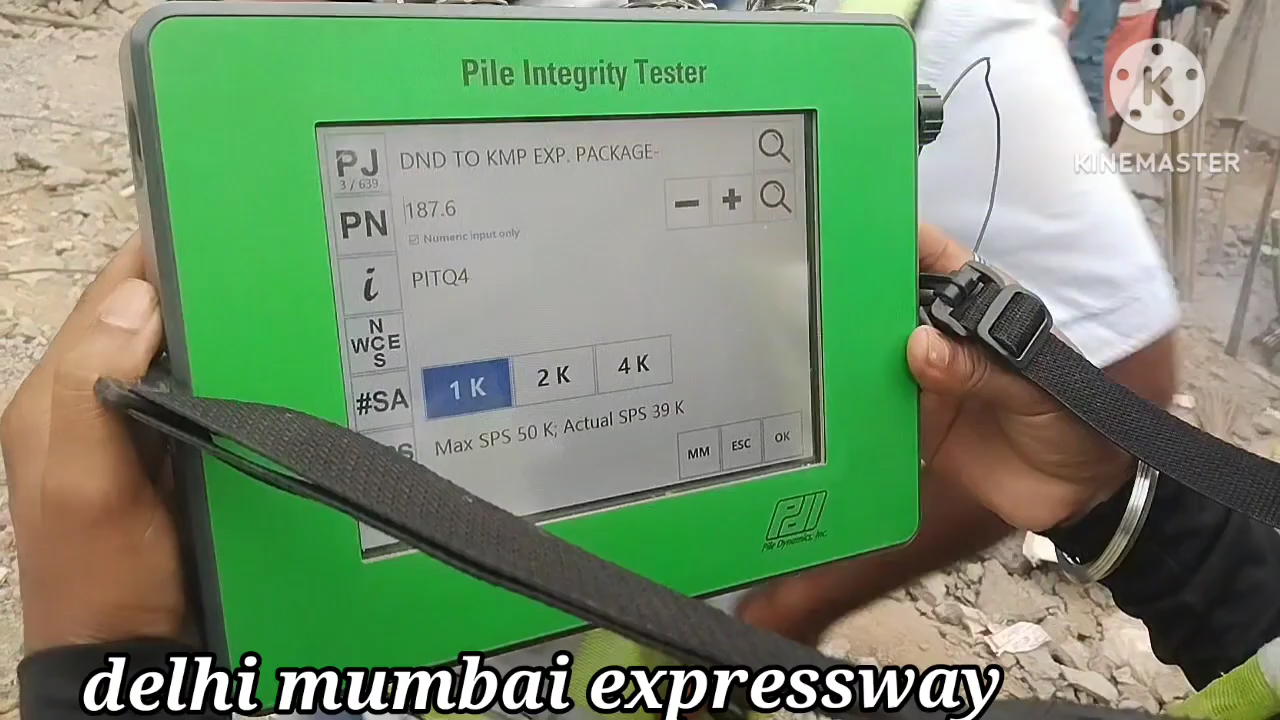 Pile Integrity Tester
PJ
3 / 639
DND TO KMP EXP. PACKAGE-
PN
187.6
Numeric input only
i
PITQ4
N
WCE
S
1 K
2 K
4 K
#SA
Max SPS 50 K; Actual SPS 39 K
MM
ESC
OK
PDI
Pile Dynamics, Inc.
K
KINEMASTER
delhi mumbai expressway